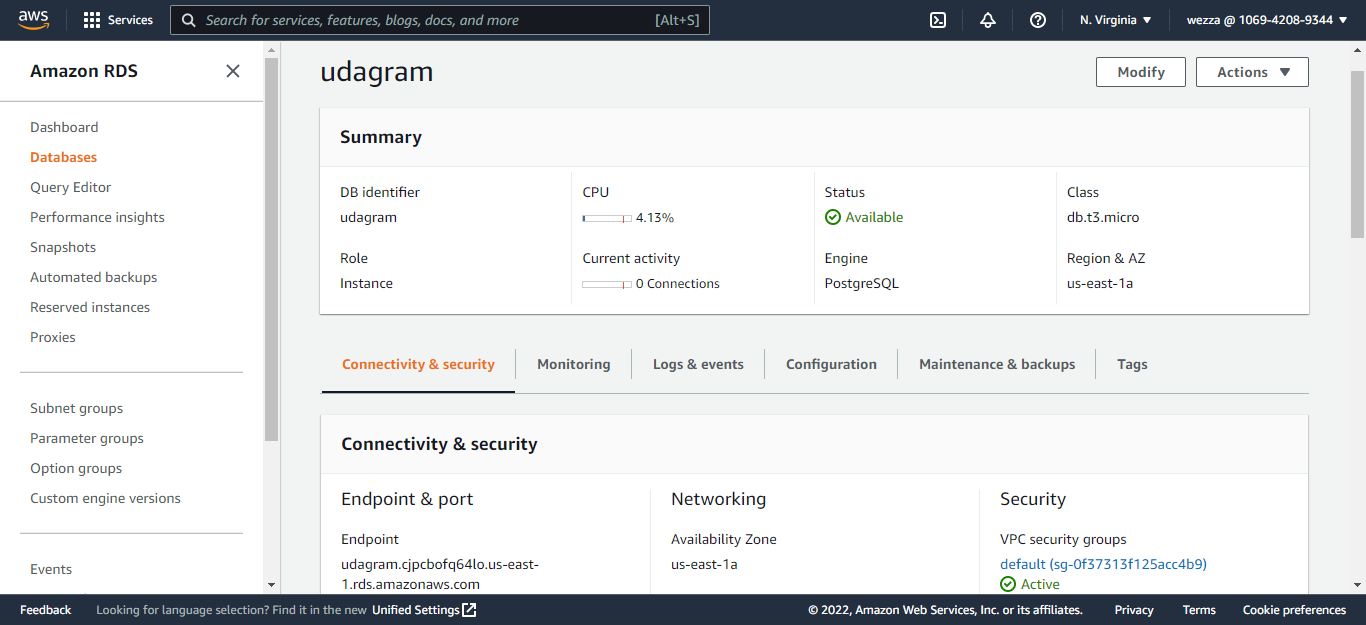 aws
Services
Search for services, features, blogs, docs, and more
[Alt+S]
N. Virginia
wezza @ 1069-4208-9344
Amazon RDS
Dashboard
Databases
Query Editor
Performance insights
Snapshots
Automated backups
Reserved instances
Proxies
Subnet groups
Parameter groups
Option groups
Custom engine versions
Events
udagram
Modify
Actions
Summary
DB identifier
udagram
CPU
4.13%
Status
Available
Class
db.t3.micro
Role
Instance
Current activity
0 Connections
Engine
PostgreSQL
Region & AZ
us-east-1a
Connectivity & security
Monitoring
Logs & events
Configuration
Maintenance & backups
Tags
Connectivity & security
Endpoint & port
Endpoint
udagram.cjpcbofq64lo.us-east-
1.rds.amazonaws.com
Networking
Availability Zone
us-east-1a
Security
VPC security groups
default (sg-0f37313f125acc4b9)
Active
Feedback
Looking for language selection? Find it in the new Unified Settings
© 2022, Amazon Web Services, Inc. or its affiliates.
Privacy
Terms
Cookie preferences